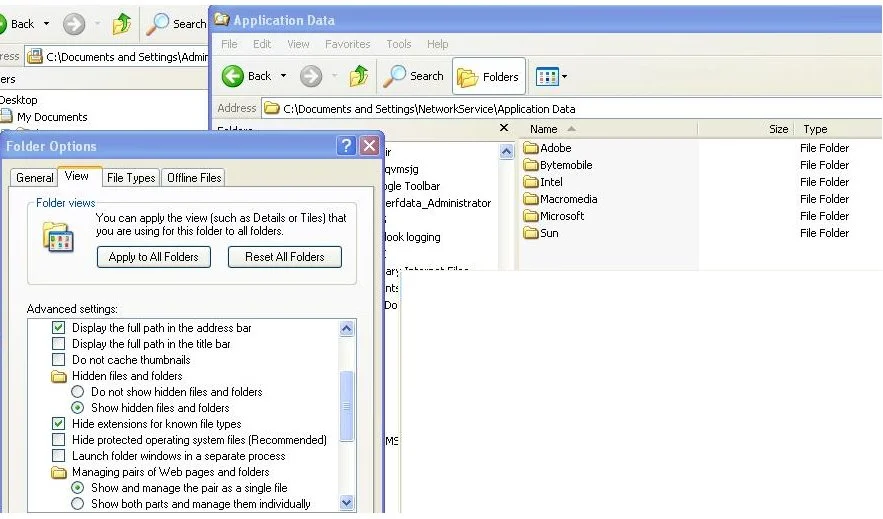 Back
Search
C:\Documents and Settings\Admin
Desktop
My Documents
Application Data
File Edit View Favorites Tools Help
Back Search Folders
Address C:\Documents and Settings\NetworkService\Application Data
Name Size Type
Adobe File Folder
Bytemobile File Folder
Intel File Folder
Macromedia File Folder
Microsoft File Folder
Sun File Folder
qvmsjg
ogle Toolbar
erfdata_Administrator
look logging
Folder Options
General View File Types Offline Files
Folder views
You can apply the view (such as Details or Tiles) that
you are using for this folder to all folders.
Apply to All Folders Reset All Folders
Advanced settings:
Display the full path in the address bar
Display the full path in the title bar
Do not cache thumbnails
Hidden files and folders
Do not show hidden files and folders
Show hidden files and folders
Hide extensions for known file types
Hide protected operating system files (Recommended)
Launch folder windows in a separate process
Managing pairs of Web pages and folders
Show and manage the pair as a single file
Show both parts and manage them individually